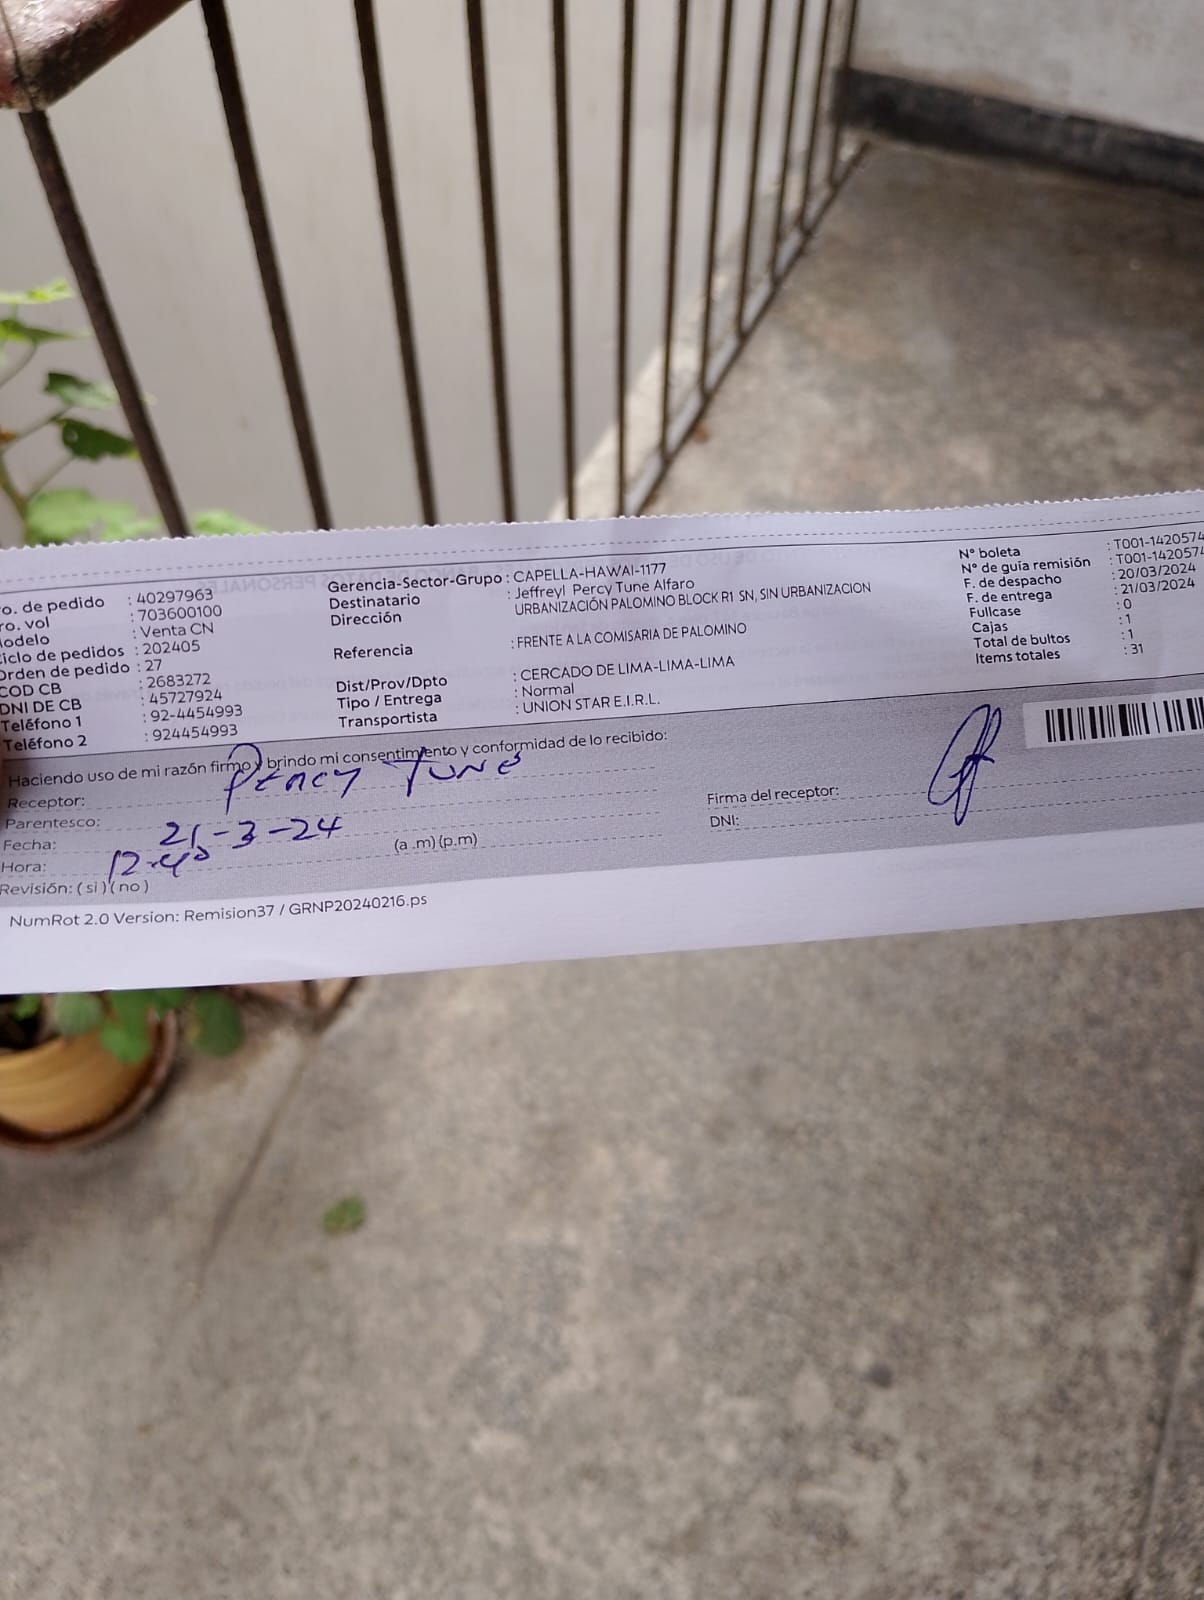 o. de pedido : 40297963
ro. vol : 703600100
odelo : Venta CN
iclo de pedidos : 202405
Orden de pedido : 27
COD CB : 2683272
DNI DE CB : 45727924
Teléfono 1 : 92-4454993
Teléfono 2 : 924454993
Gerencia-Sector-Grupo : CAPELLA-HAWAI-1177
Destinatario : Jeffreyl Percy Tune Alfaro
Dirección URBANIZACIÓN PALOMINO BLOCK R1 SN, SIN URBANIZACION
Referencia : FRENTE A LA COMISARIA DE PALOMINO
Dist/Prov/Dpto : CERCADO DE LIMA-LIMA-LIMA
Tipo / Entrega : Normal
Transportista : UNION STAR E.I.R.L.
N° boleta : T001-1420574
N° de guía remisión : T001-1420574
F. de despacho : 20/03/2024
F. de entrega : 21/03/2024
Fullcase : 0
Cajas : 1
Total de bultos : 1
Items totales : 31
Haciendo uso de mi razón firmo y brindo mi consentimiento y conformidad de lo recibido:
Receptor: Percy Tune
Parentesco:
Fecha: 21-3-24
Hora: 12.40 (a .m) (p.m)
Revisión: ( si ) ( no )
Firma del receptor:
DNI:
NumRot 2.0 Version: Remision37 / GRNP20240216.ps